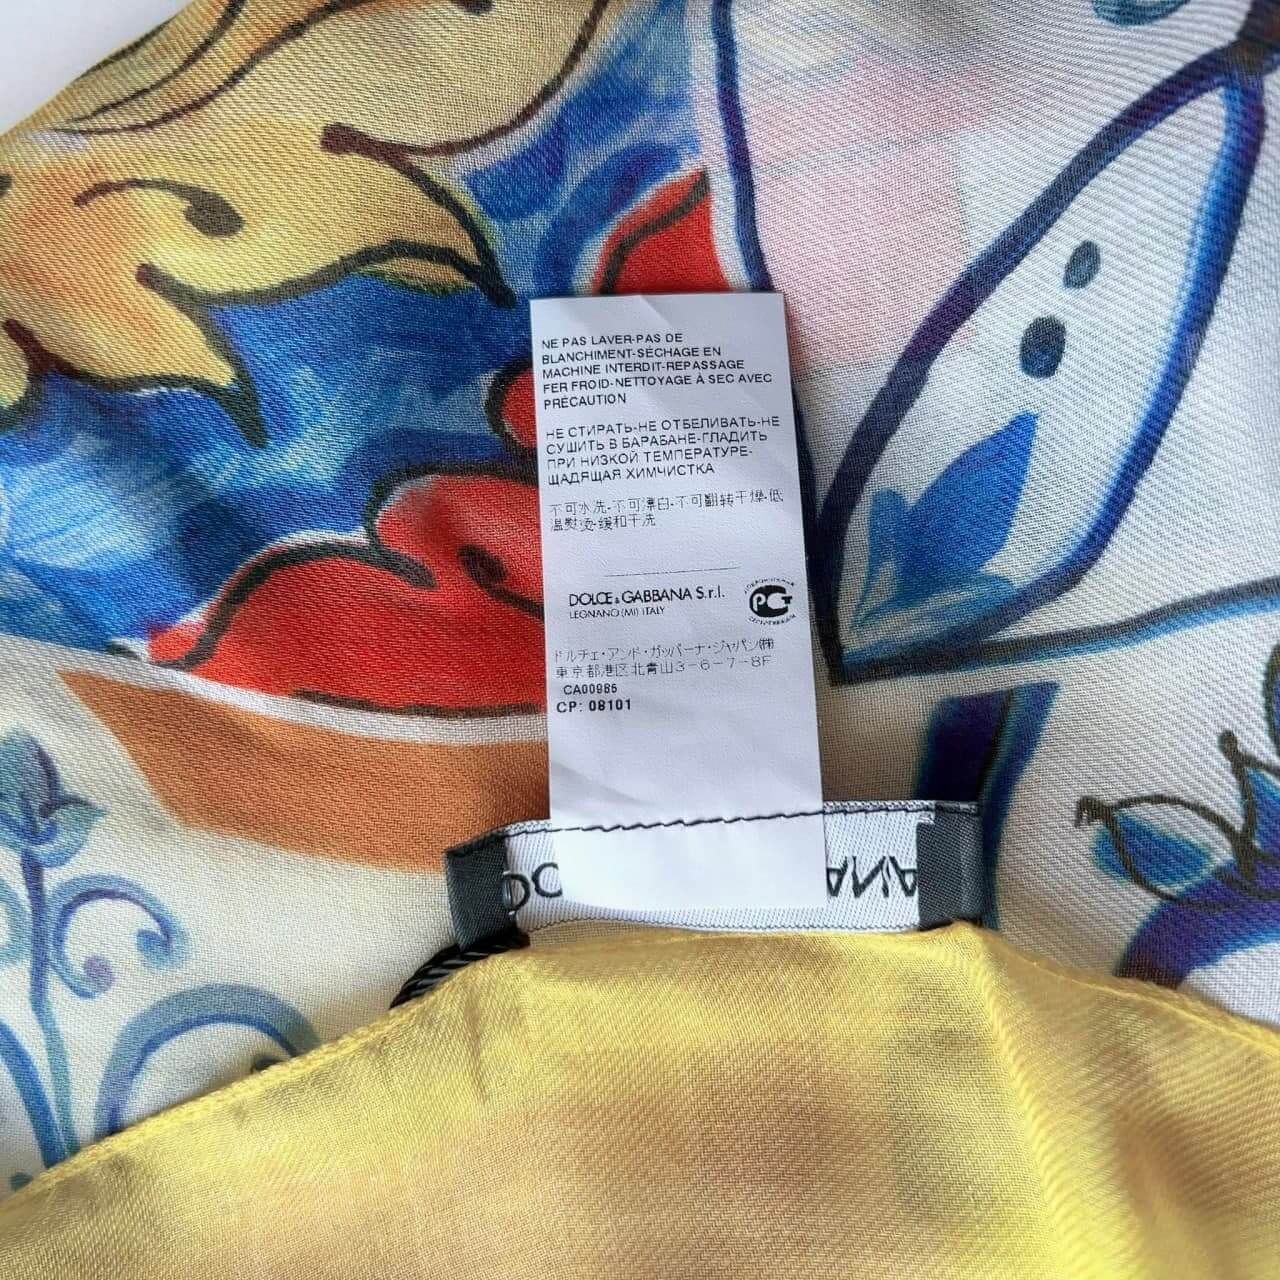 NE PAS LAVER-PAS DE
BLANCHIMENT-SÉCHAGE EN
MACHINE INTERDIT-REPASSAGE
FER FROID-NETTOYAGE À SEC AVEC
PRÉCAUTION
НЕ СТИРАТЬ-НЕ ОТБЕЛИВАТЬ-НЕ
СУШИТЬ В БАРАБАНЕ-ГЛАДИТЬ
ПРИ НИЗКОЙ ТЕМПЕРАТУРЕ-
ЩАДЯЩАЯ ХИМЧИСТКА
不可水洗-不可漂白-不可翻转干燥-低
温熨烫-缓和干洗
DOLCE & GABBANA S.r.l.
LEGNANO (MI) ITALY
РСТ
ドルチェ・アンド・ガッバーナ・ジャパン㈱
東京都港区北青山3-6-7-8F
CA00986
CP: 08101
DO
ANA